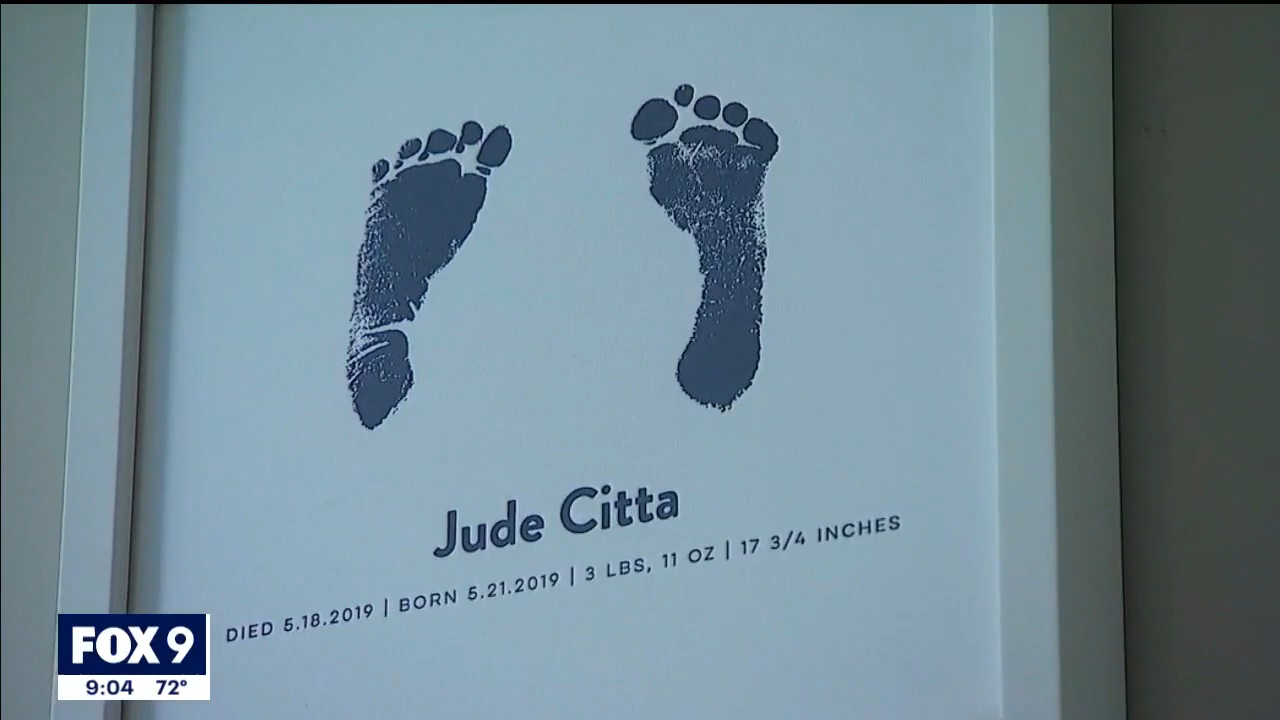 Jude Citta
DIED 5.18.2019 | BORN 5.21.2019 | 3 LBS, 11 OZ | 17 3/4 INCHES
FOX 9
9:04 72°